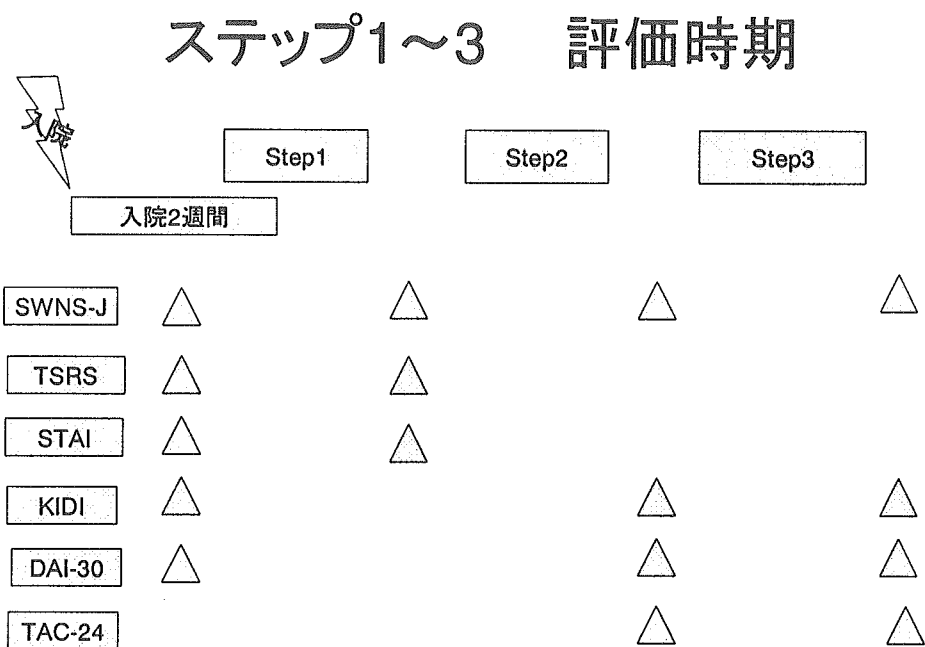 ステップ1～3　評価時期
入院
Step1
Step2
Step3
入院2週間
SWNS-J
TSRS
STAI
KIDI
DAI-30
TAC-24